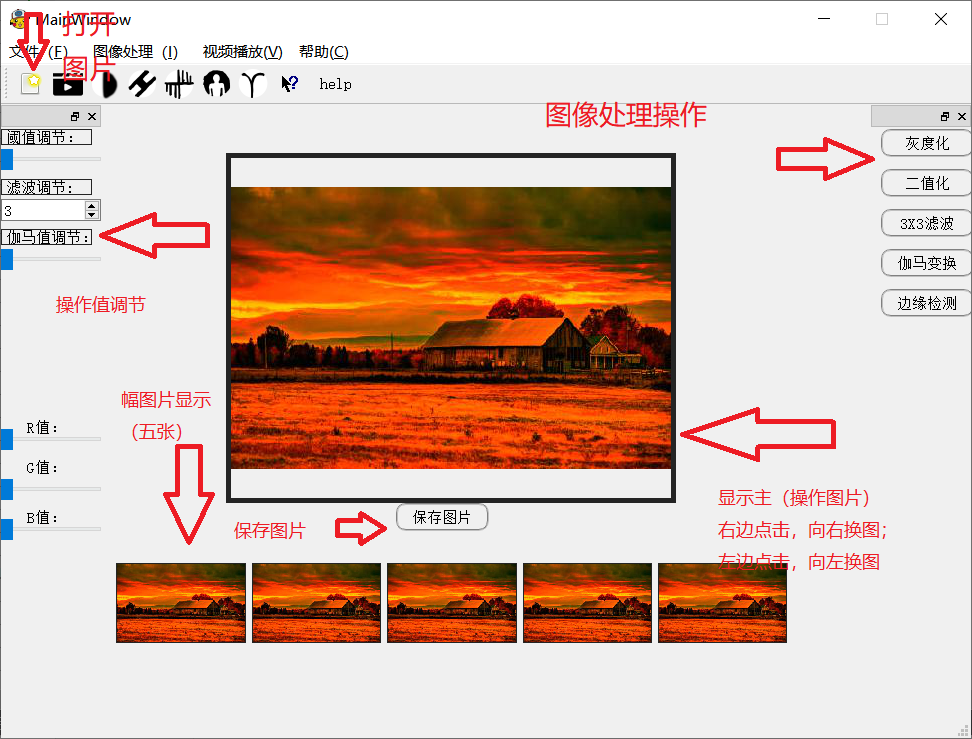 MainWindow
打开
文件 (F) 图像处理 (I) 视频播放(V) 帮助(C)
图片
help
图像处理操作
阈值调节:
滤波调节:
3
伽马值调节:
操作值调节
灰度化
二值化
3X3滤波
伽马变换
边缘检测
幅图片显示
（五张）
R值:
G值:
B值:
保存图片
保存图片
显示主（操作图片）
右边点击，向右换图；
左边点击，向左换图